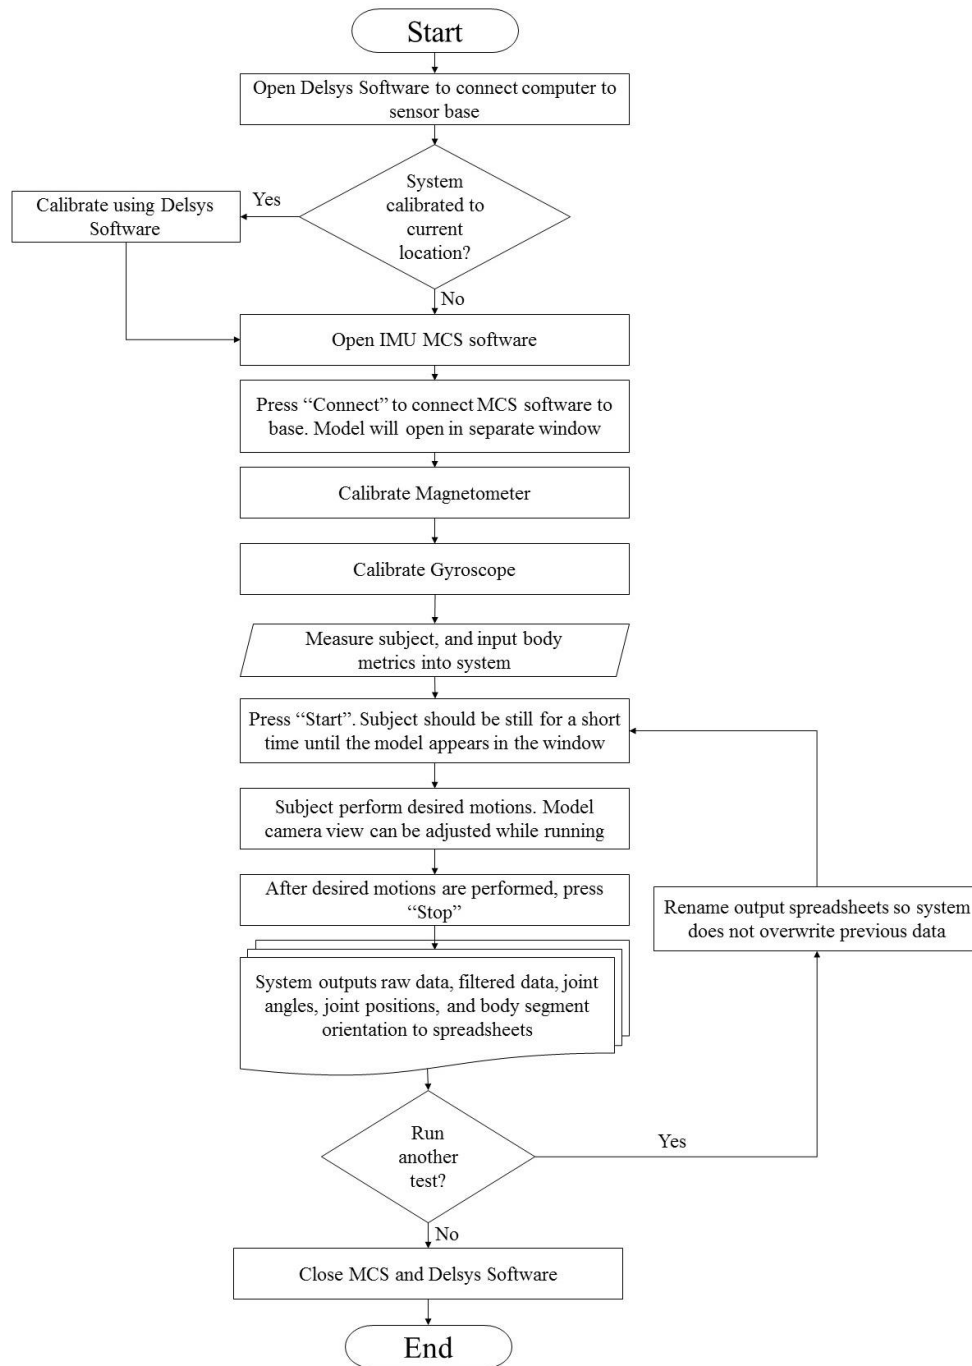 Start
Open Delsys Software to connect computer to
sensor base
System
calibrated to
current
location?
Yes
Calibrate using Delsys
Software
No
Open IMU MCS software
Press “Connect” to connect MCS software to
base. Model will open in separate window
Calibrate Magnetometer
Calibrate Gyroscope
Measure subject, and input body
metrics into system
Press “Start”. Subject should be still for a short
time until the model appears in the window
Subject perform desired motions. Model
camera view can be adjusted while running
After desired motions are performed, press
“Stop”
System outputs raw data, filtered data, joint
angles, joint positions, and body segment
orientation to spreadsheets
Run
another
test?
Yes
Rename output spreadsheets so system
does not overwrite previous data
No
Close MCS and Delsys Software
End